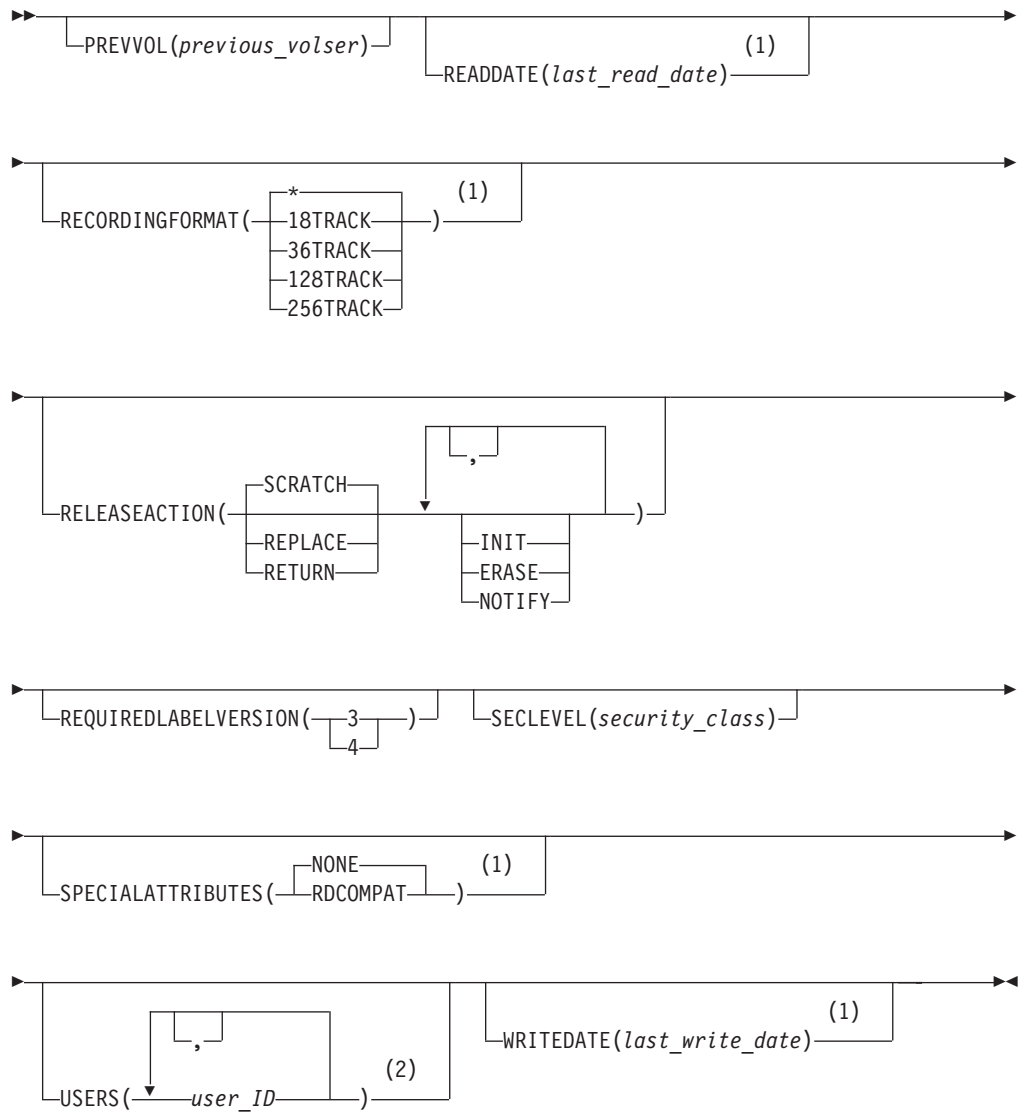 PREVVOL(previous_volser)
(1)
READDATE(last_read_date)
*
(1)
RECORDINGFORMAT( 18TRACK )
36TRACK
128TRACK
256TRACK
,
SCRATCH
RELEASEACTION( )
REPLACE INIT
RETURN ERASE
NOTIFY
REQUIREDLABELVERSION( 3 ) SECLEVEL(security_class)
4
NONE (1)
SPECIALATTRIBUTES( RDCOMPAT )
(1)
, WRITEDATE(last_write_date)
(2)
USERS( user_ID )